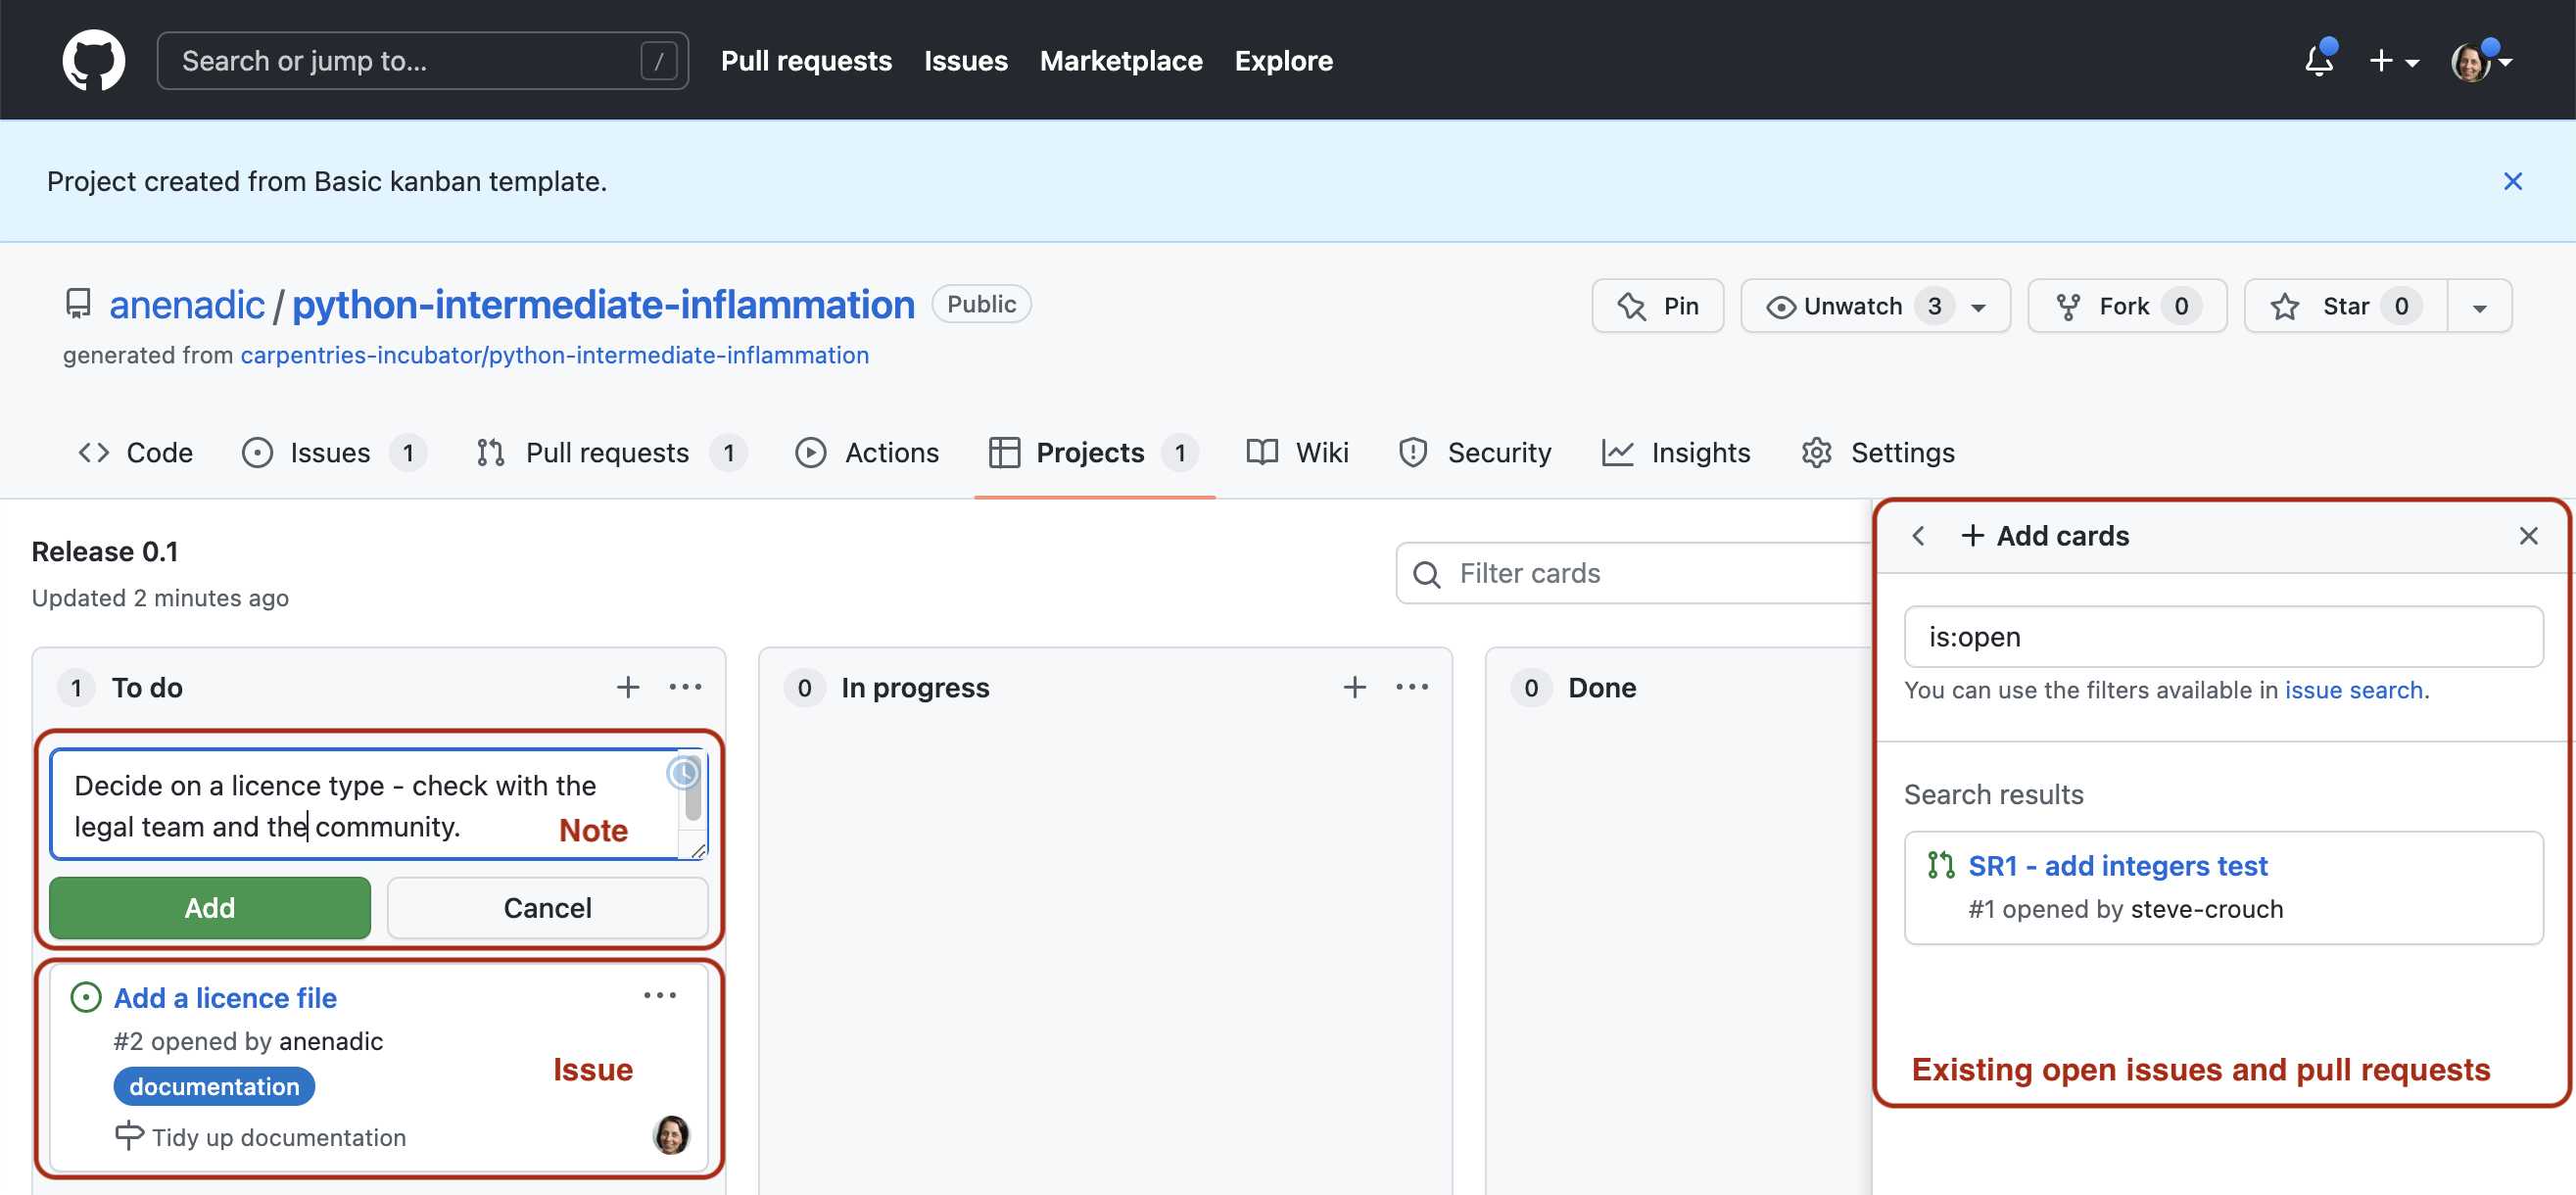 Search or jump to... /
Pull requests Issues Marketplace Explore
Project created from Basic kanban template.
anenadic / python-intermediate-inflammation Public
Pin Unwatch 3 Fork 0 Star 0
generated from carpentries-incubator/python-intermediate-inflammation
Code Issues 1 Pull requests 1 Actions Projects 1 Wiki Security Insights Settings
Release 0.1
Updated 2 minutes ago
Filter cards
1 To do
Decide on a licence type - check with the
legal team and the community.
Note
Add Cancel
Add a licence file
#2 opened by anenadic
Issue
documentation
Tidy up documentation
0 In progress
0 Done
Add cards
is:open
You can use the filters available in issue search.
Search results
SR1 - add integers test
#1 opened by steve-crouch
Existing open issues and pull requests